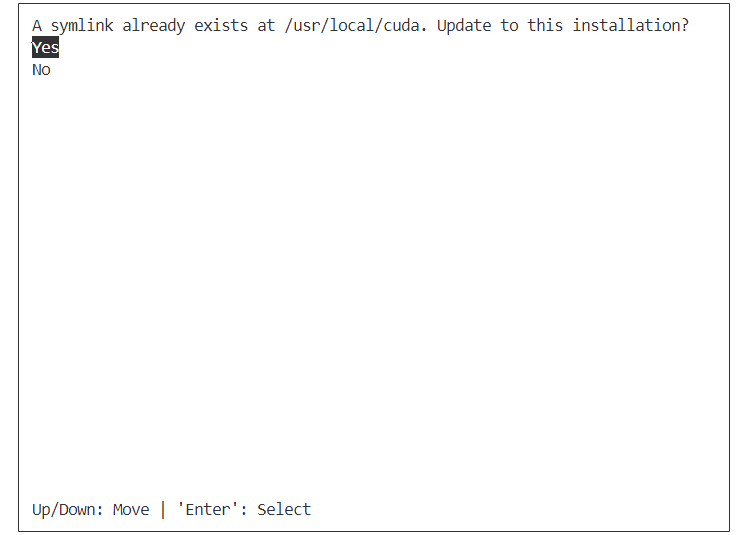 A symlink already exists at /usr/local/cuda. Update to this installation?
Yes
No
Up/Down: Move | 'Enter': Select